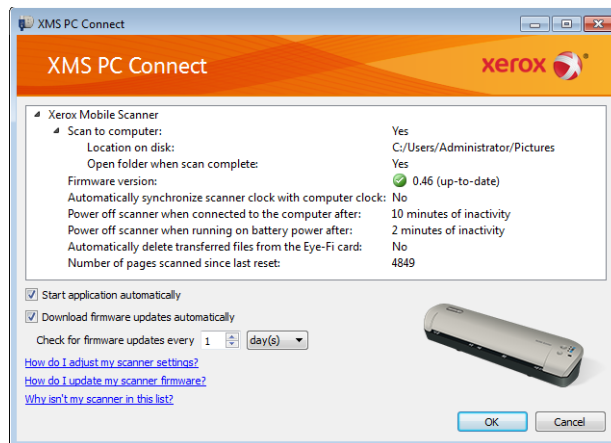 XMS PC Connect
XMS PC Connect
xerox
Xerox Mobile Scanner
Scan to computer: Yes
Location on disk: C:/Users/Administrator/Pictures
Open folder when scan complete: Yes
Firmware version: 0.46 (up-to-date)
Automatically synchronize scanner clock with computer clock: No
Power off scanner when connected to the computer after: 10 minutes of inactivity
Power off scanner when running on battery power after: 2 minutes of inactivity
Automatically delete transferred files from the Eye-Fi card: No
Number of pages scanned since last reset: 4849
Start application automatically
Download firmware updates automatically
Check for firmware updates every 1 day(s)
How do I adjust my scanner settings?
How do I update my scanner firmware?
Why isn't my scanner in this list?
OK Cancel